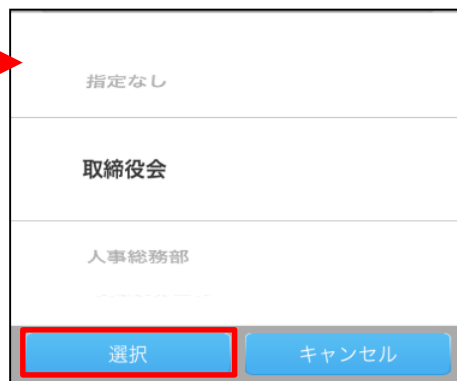 指定なし
取締役会
人事総務部
選択
キャンセル